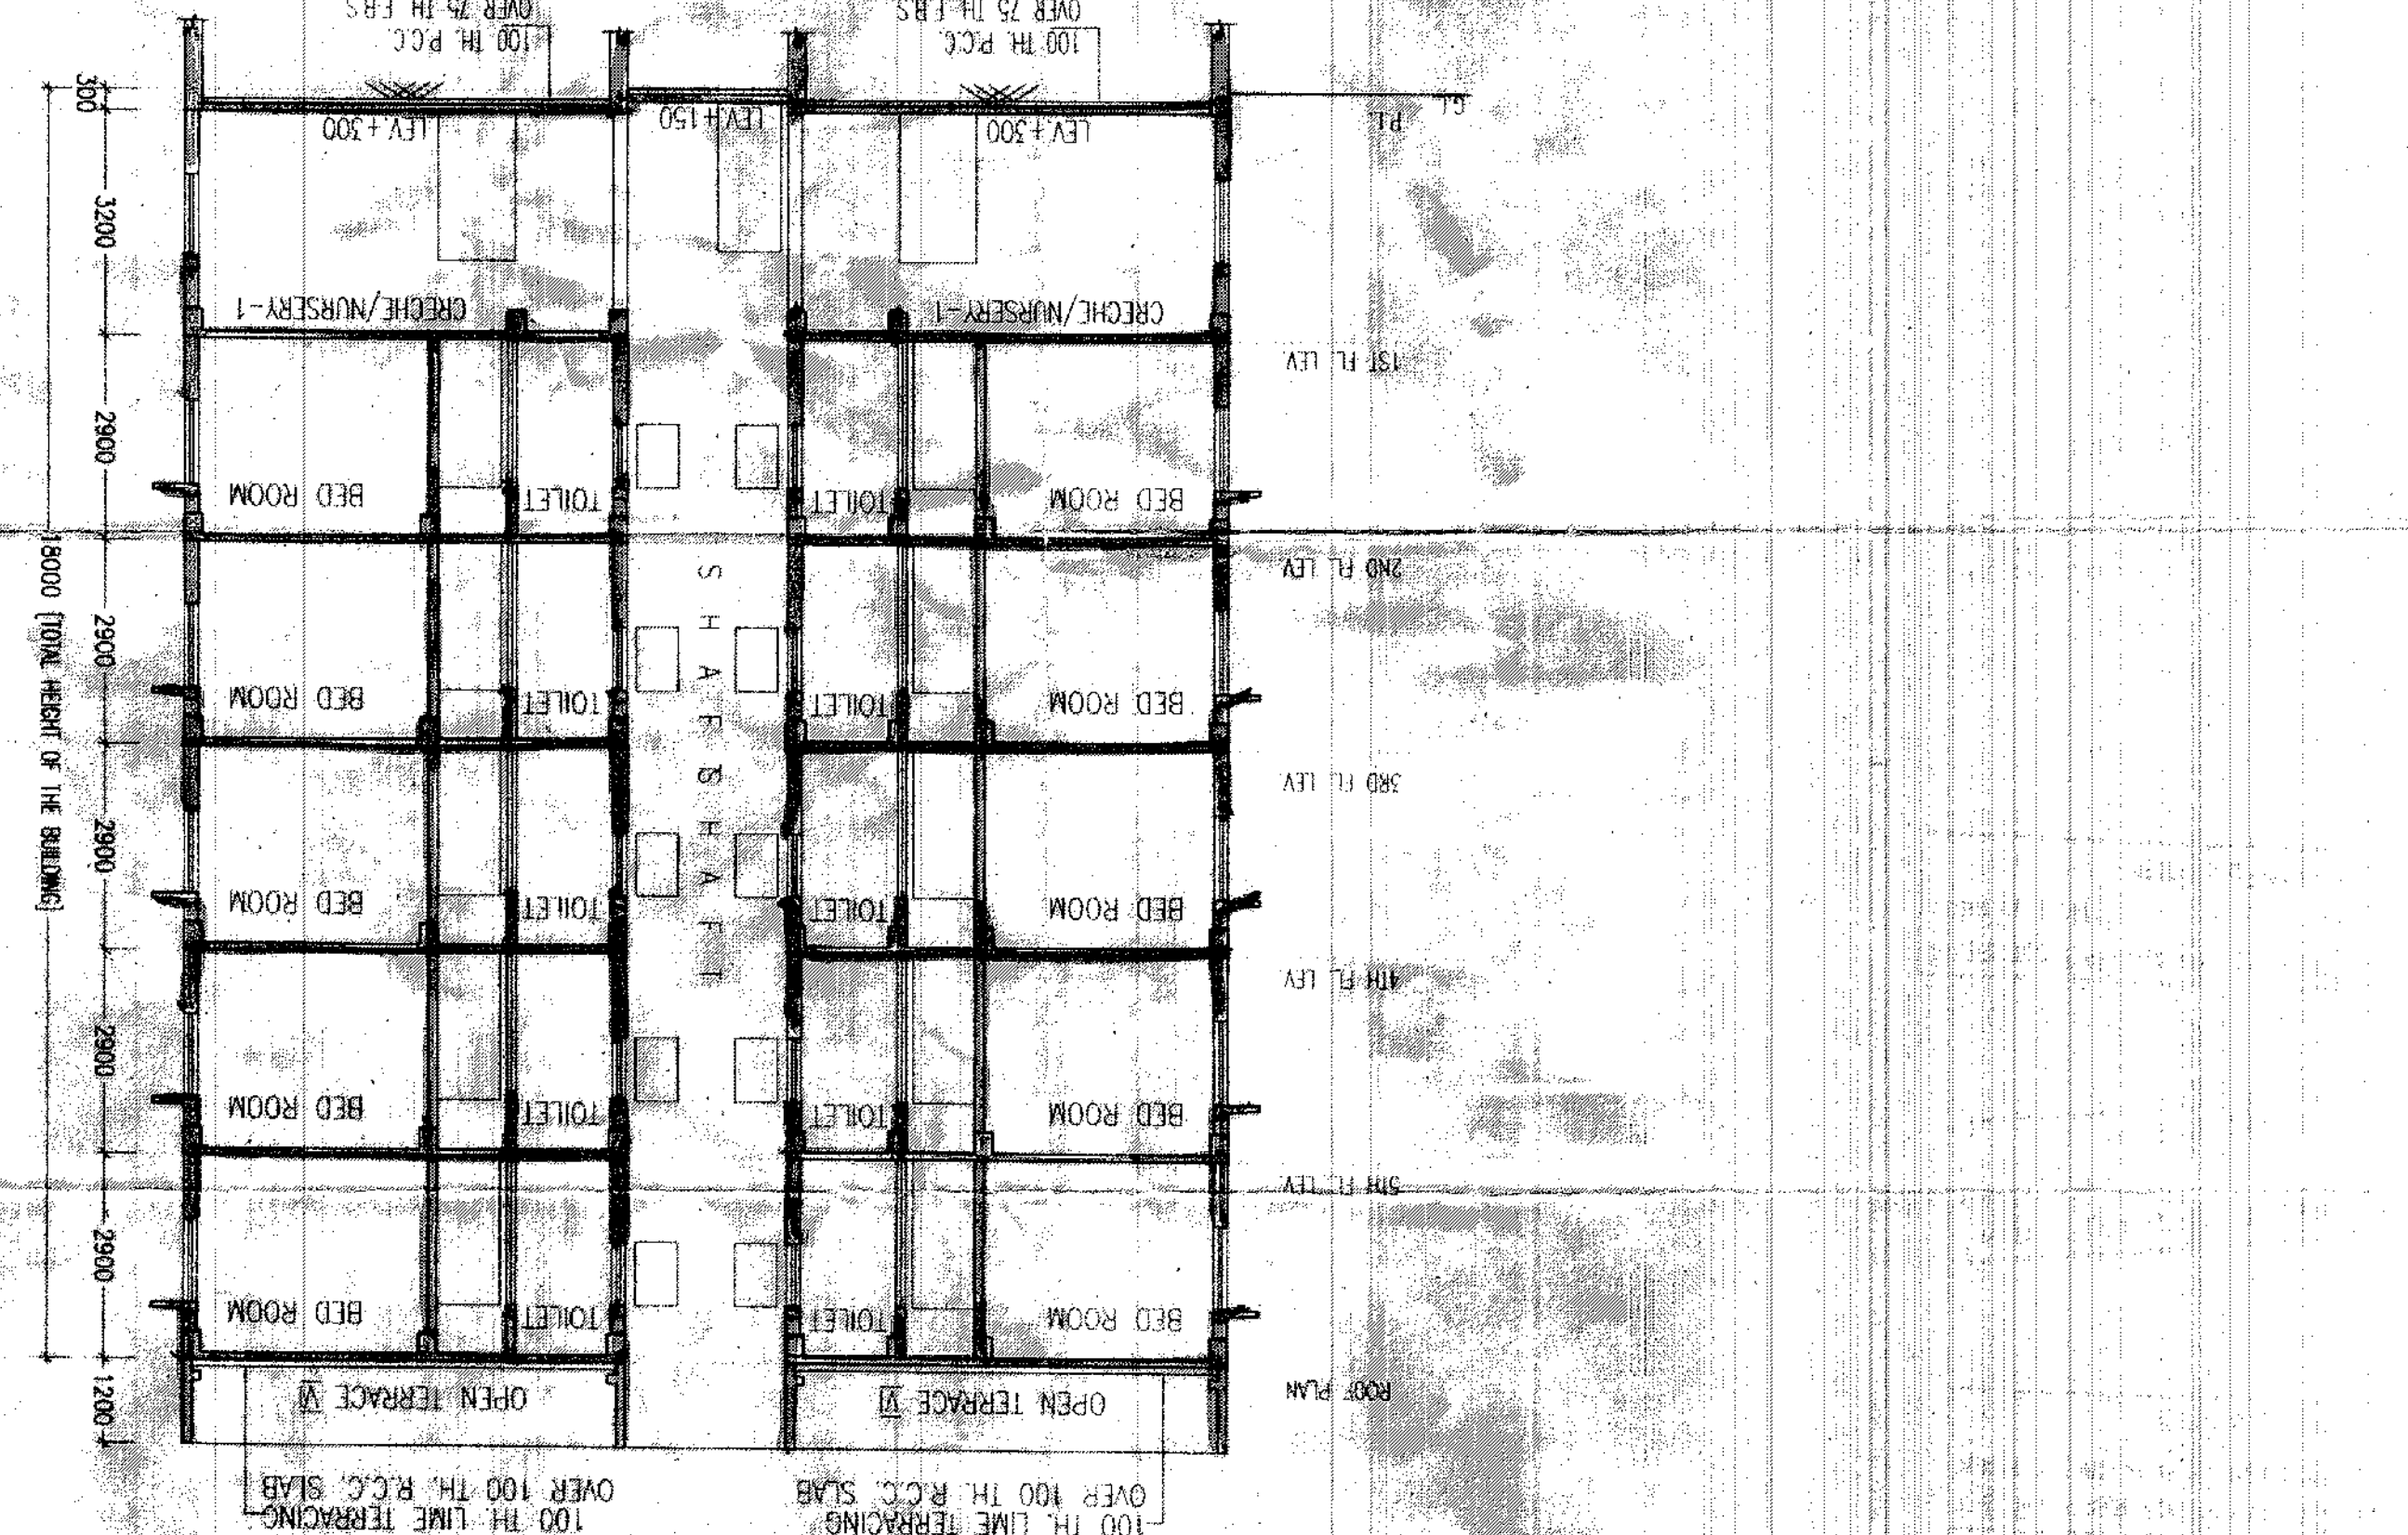 100 TH. LIME TERRACING
OVER 100 TH. R.C.C. SLAB
100 TH. LIME TERRACING
OVER 100 TH. R.C.C. SLAB
1200
ROOF PLAN
OPEN TERRACE VI
OPEN TERRACE VI
2900
BED ROOM
TOILET
TOILET
BED ROOM
5TH FL. LEV
2900
BED ROOM
TOILET
TOILET
BED ROOM
4TH FL. LEV
2900
BED ROOM
TOILET
TOILET
BED ROOM
3RD FL. LEV
2900
BED ROOM
TOILET
TOILET
BED ROOM
2ND FL. LEV
2900
BED ROOM
TOILET
TOILET
BED ROOM
1ST FL. LEV
SHAFT
SHAFT
18000 [TOTAL HEIGHT OF THE BUILDING]
CRECHE/NURSERY-1
CRECHE/NURSERY-1
3200
LEV.+300
LEV.+150
LEV.+300
P.L.
G.L.
300
100 TH. P.C.C.
OVER 75 TH F.B.S
100 TH. P.C.C.
OVER 75 TH F.B.S